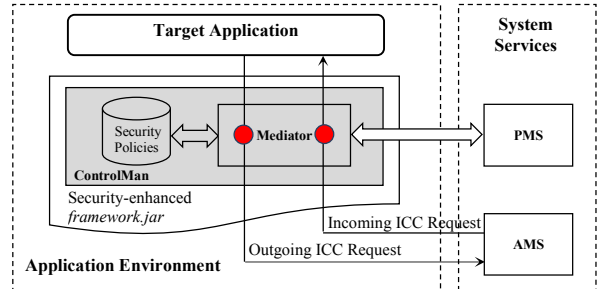 Target Application
System
Services
Security
Policies
Mediator
PMS
ControlMan
Security-enhanced
framework.jar
Incoming ICC Request
AMS
Outgoing ICC Request
Application Environment